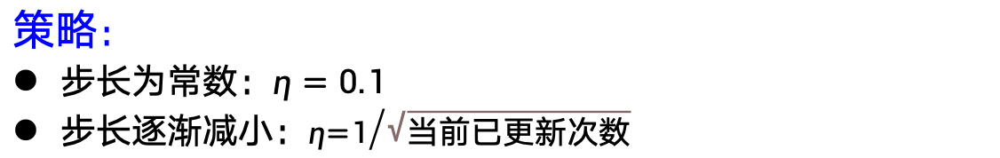 策略：
● 步长为常数：η = 0.1
● 步长逐渐减小：η=1/√当前已更新次数